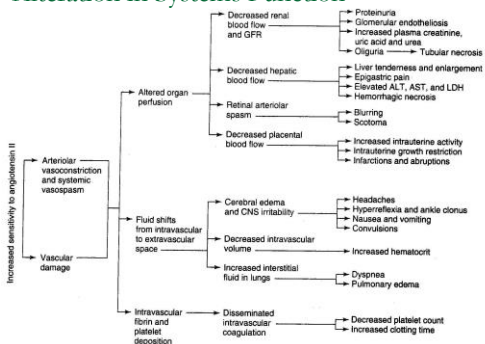 Alteration in Systemic Function
Increased sensitivity to angiotensin II
Arteriolar
vasoconstriction
and systemic
vasospasm
Vascular
damage
Altered organ
perfusion
Fluid shifts
from intravascular
to extravascular
space
Intravascular
fibrin and
platelet
deposition
Decreased renal
blood flow
and GFR
Decreased hepatic
blood flow
Retinal arteriolar
spasm
Decreased placental
blood flow
Cerebral edema
and CNS irritability
Decreased intravascular
volume
Increased interstitial
fluid in lungs
Disseminated
intravascular
coagulation
Proteinuria
Glomerular endotheliosis
Increased plasma creatinine,
uric acid and urea
Oliguria Tubular necrosis
Liver tenderness and enlargement
Epigastric pain
Elevated ALT, AST, and LDH
Hemorrhagic necrosis
Blurring
Scotoma
Increased intrauterine activity
Intrauterine growth restriction
Infarctions and abruptions
Headaches
Hyperreflexia and ankle clonus
Nausea and vomiting
Convulsions
Increased hematocrit
Dyspnea
Pulmonary edema
Decreased platelet count
Increased clotting time